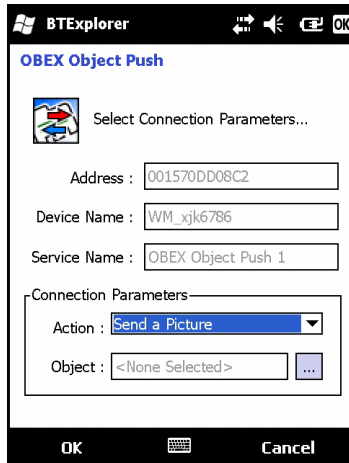 BTExplorer OK
OBEX Object Push
Select Connection Parameters...
Address : 001570DD08C2
Device Name : WM_xjk6786
Service Name : OBEX Object Push 1
Connection Parameters
Action : Send a Picture
Object : <None Selected> ...
OK Cancel